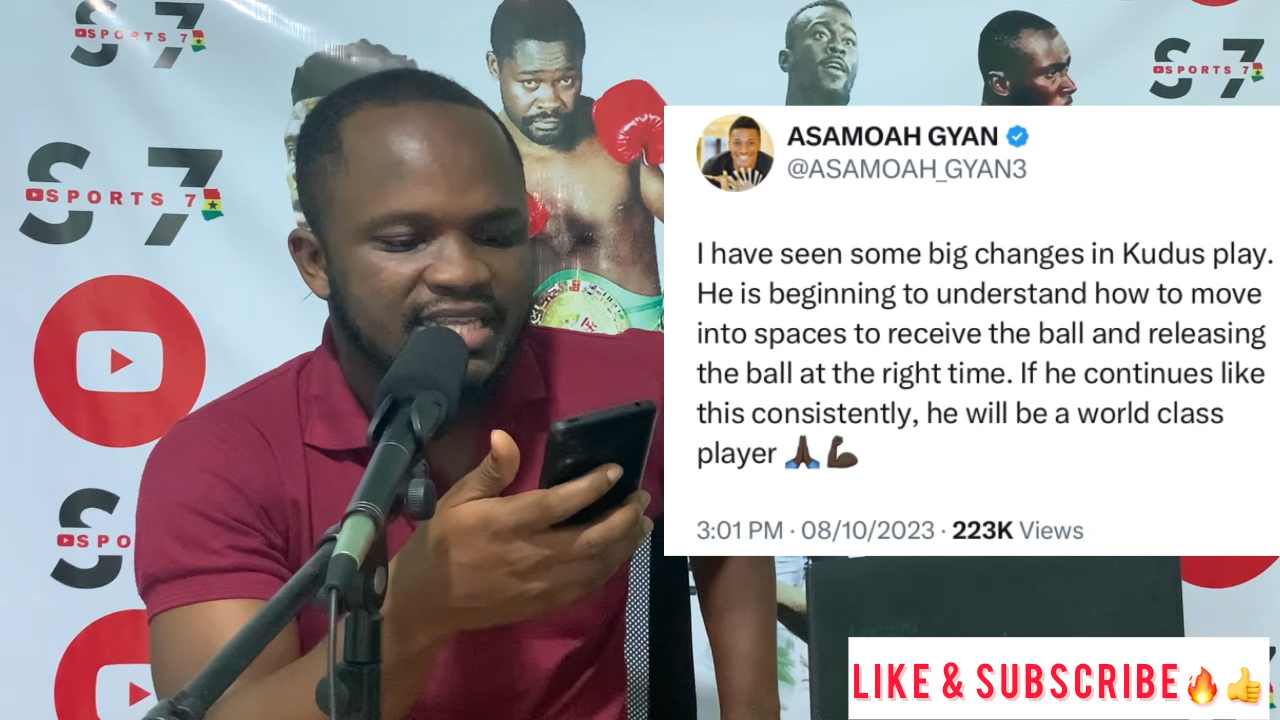 S 7
SPORTS 7
S 7
SPORTS 7
S 7
SPORTS 7
S
SPO
ASAMOAH GYAN
@ASAMOAH_GYAN3
I have seen some big changes in Kudus play.
He is beginning to understand how to move
into spaces to receive the ball and releasing
the ball at the right time. If he continues like
this consistently, he will be a world class
player 🙏🏿💪🏿
3:01 PM · 08/10/2023 · 223K Views
LIKE & SUBSCRIBE🔥👍